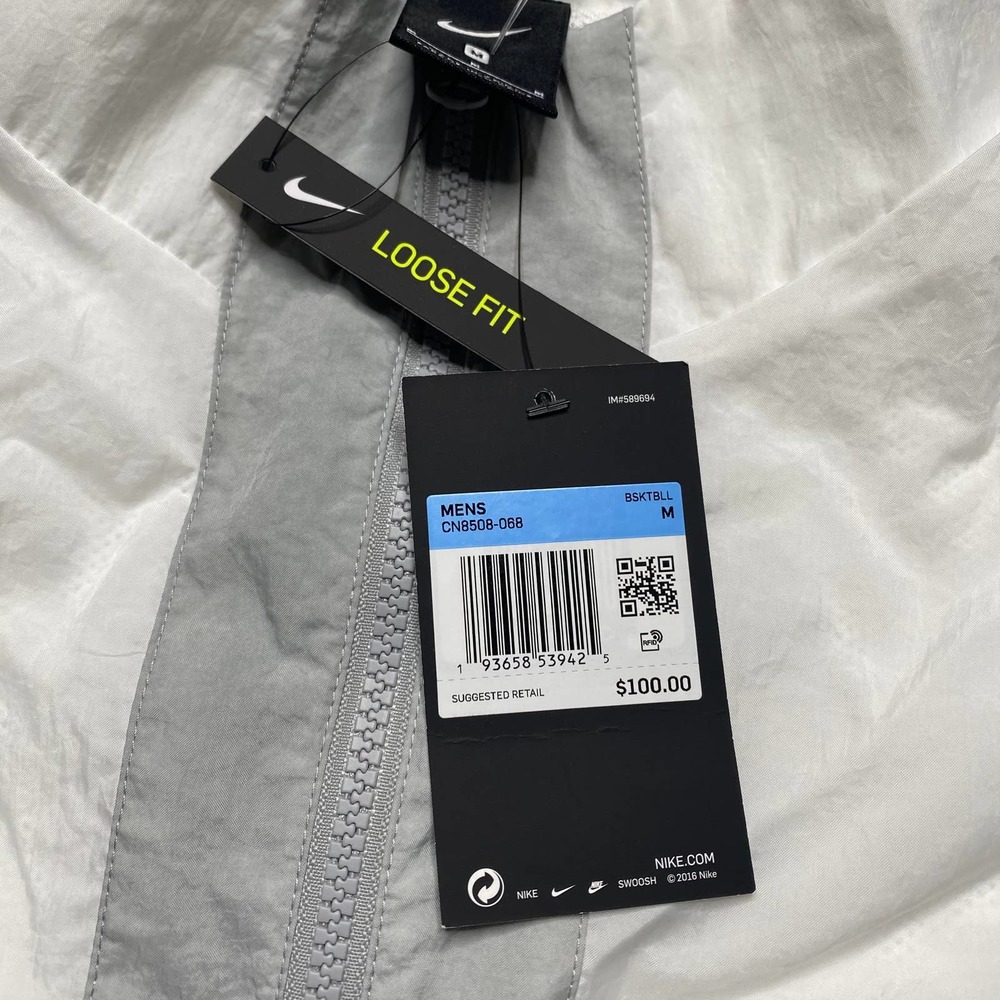 M
LOOSE FIT
IM#589694
MENS
BSKTBLL
CN8508-068
M
RFID
1 93658 53942 5
SUGGESTED RETAIL
$100.00
NIKE.COM
NIKE
SWOOSH
© 2016 Nike